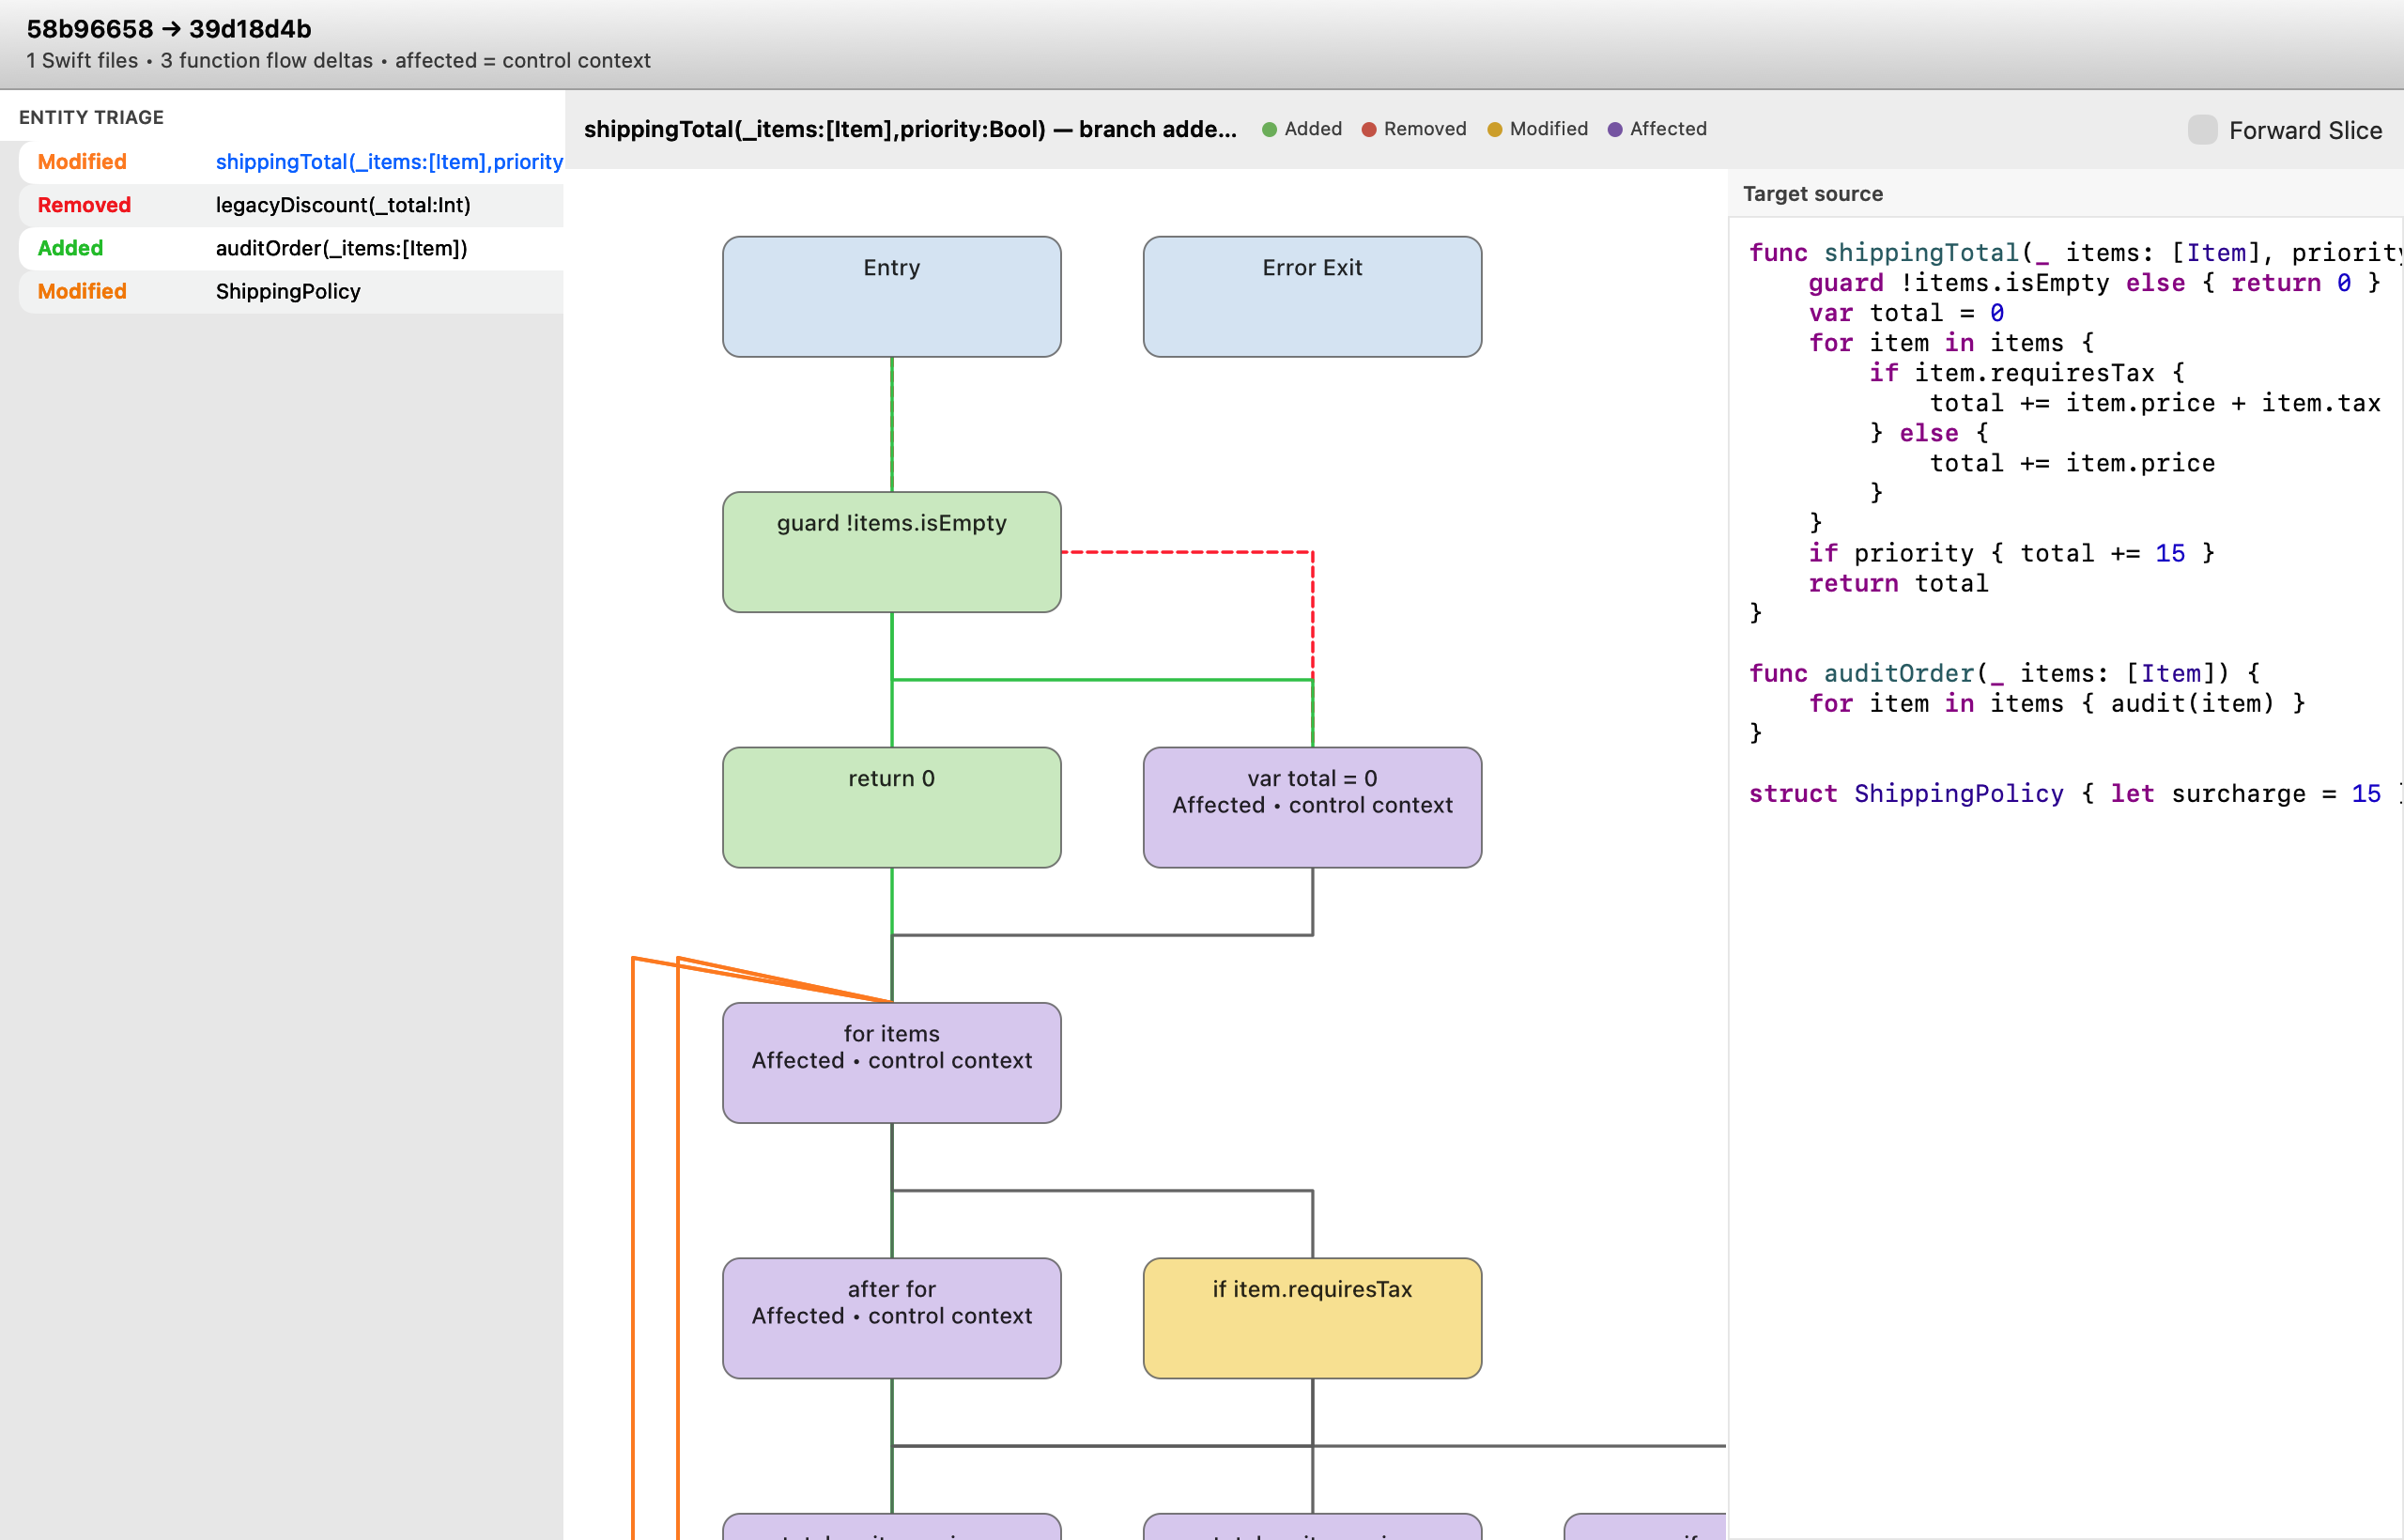 58b96658 → 39d18d4b
1 Swift files • 3 function flow deltas • affected = control context
ENTITY TRIAGE
Modified shippingTotal(_items:[Item],priority
Removed legacyDiscount(_total:Int)
Added auditOrder(_items:[Item])
Modified ShippingPolicy
shippingTotal(_items:[Item],priority:Bool) — branch adde...
Added
Removed
Modified
Affected
Forward Slice
Entry
Error Exit
guard !items.isEmpty
return 0
var total = 0
Affected • control context
for items
Affected • control context
after for
Affected • control context
if item.requiresTax
Target source
func shippingTotal(_ items: [Item], priority
guard !items.isEmpty else { return 0 }
var total = 0
for item in items {
if item.requiresTax {
total += item.price + item.tax
} else {
total += item.price
}
}
if priority { total += 15 }
return total
}
func auditOrder(_ items: [Item]) {
for item in items { audit(item) }
}
struct ShippingPolicy { let surcharge = 15 }